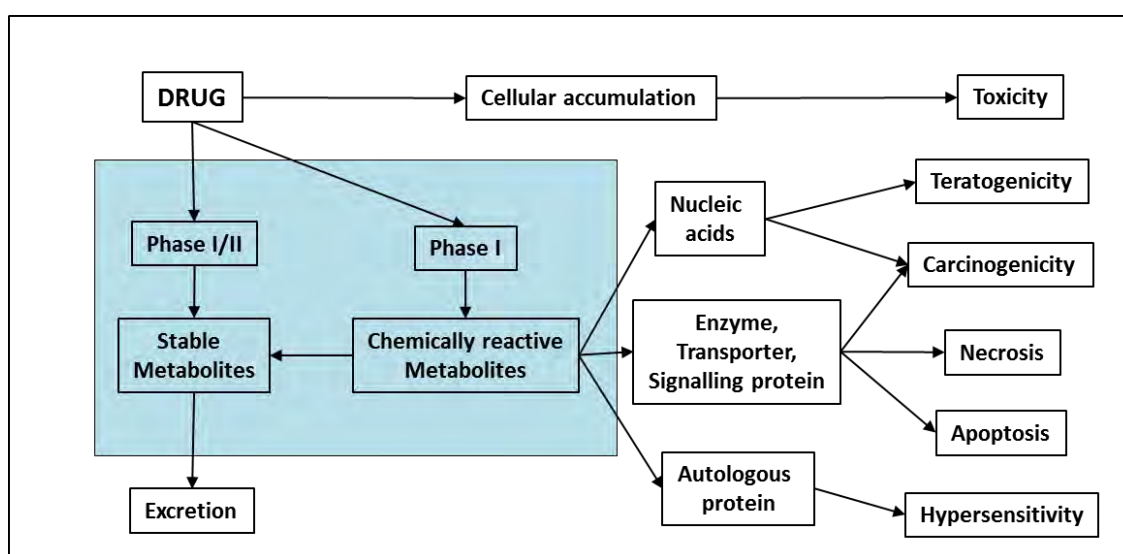 DRUG
Cellular accumulation
Toxicity
Phase I/II
Phase I
Stable
Metabolites
Chemically reactive
Metabolites
Excretion
Nucleic
acids
Enzyme,
Transporter,
Signalling protein
Autologous
protein
Teratogenicity
Carcinogenicity
Necrosis
Apoptosis
Hypersensitivity